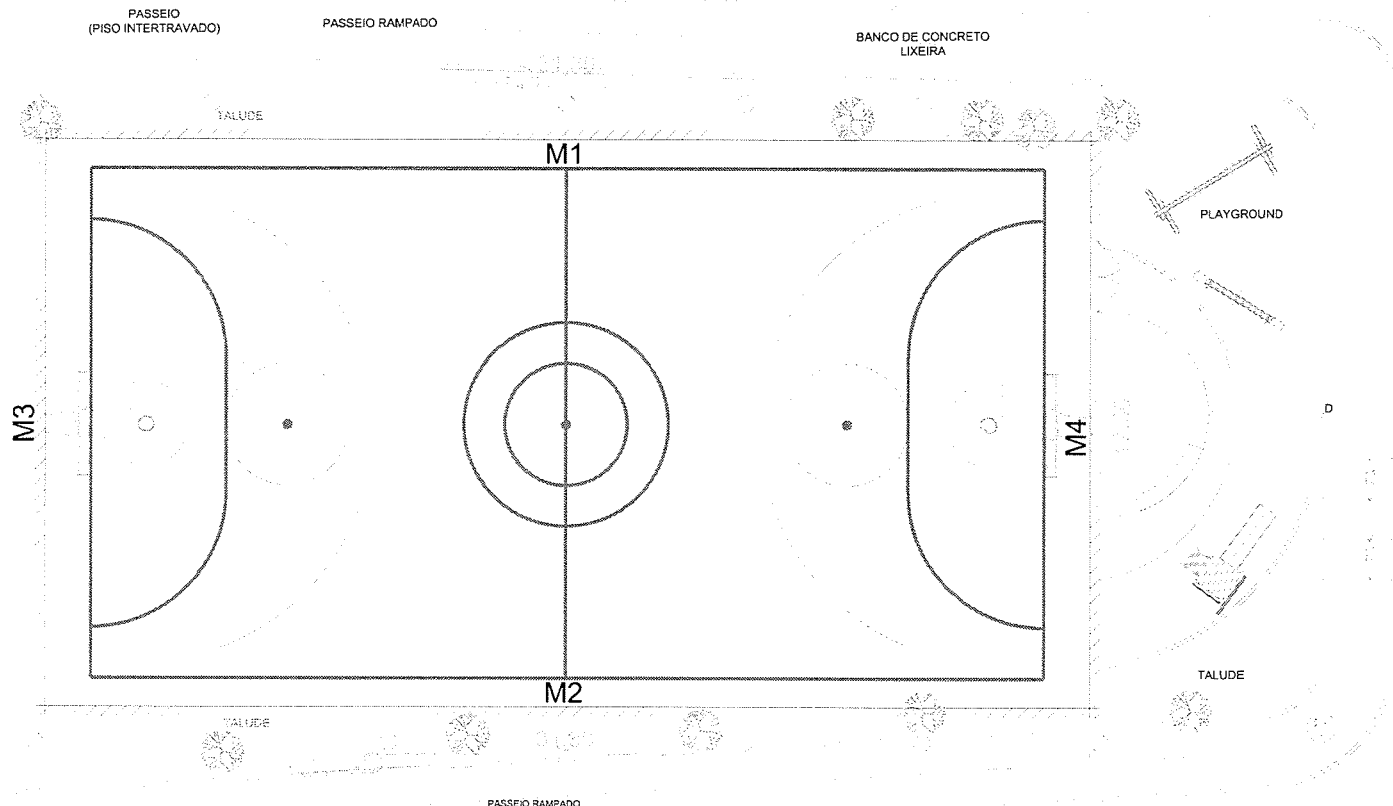 PASSEIO
(PISO INTERTRAVADO)
PASSEIO RAMPADO
BANCO DE CONCRETO
LIXEIRA
TALUDE
M1
PLAYGROUND
M3
M4
D
M2
TALUDE
TALUDE
PASSEIO RAMPADO